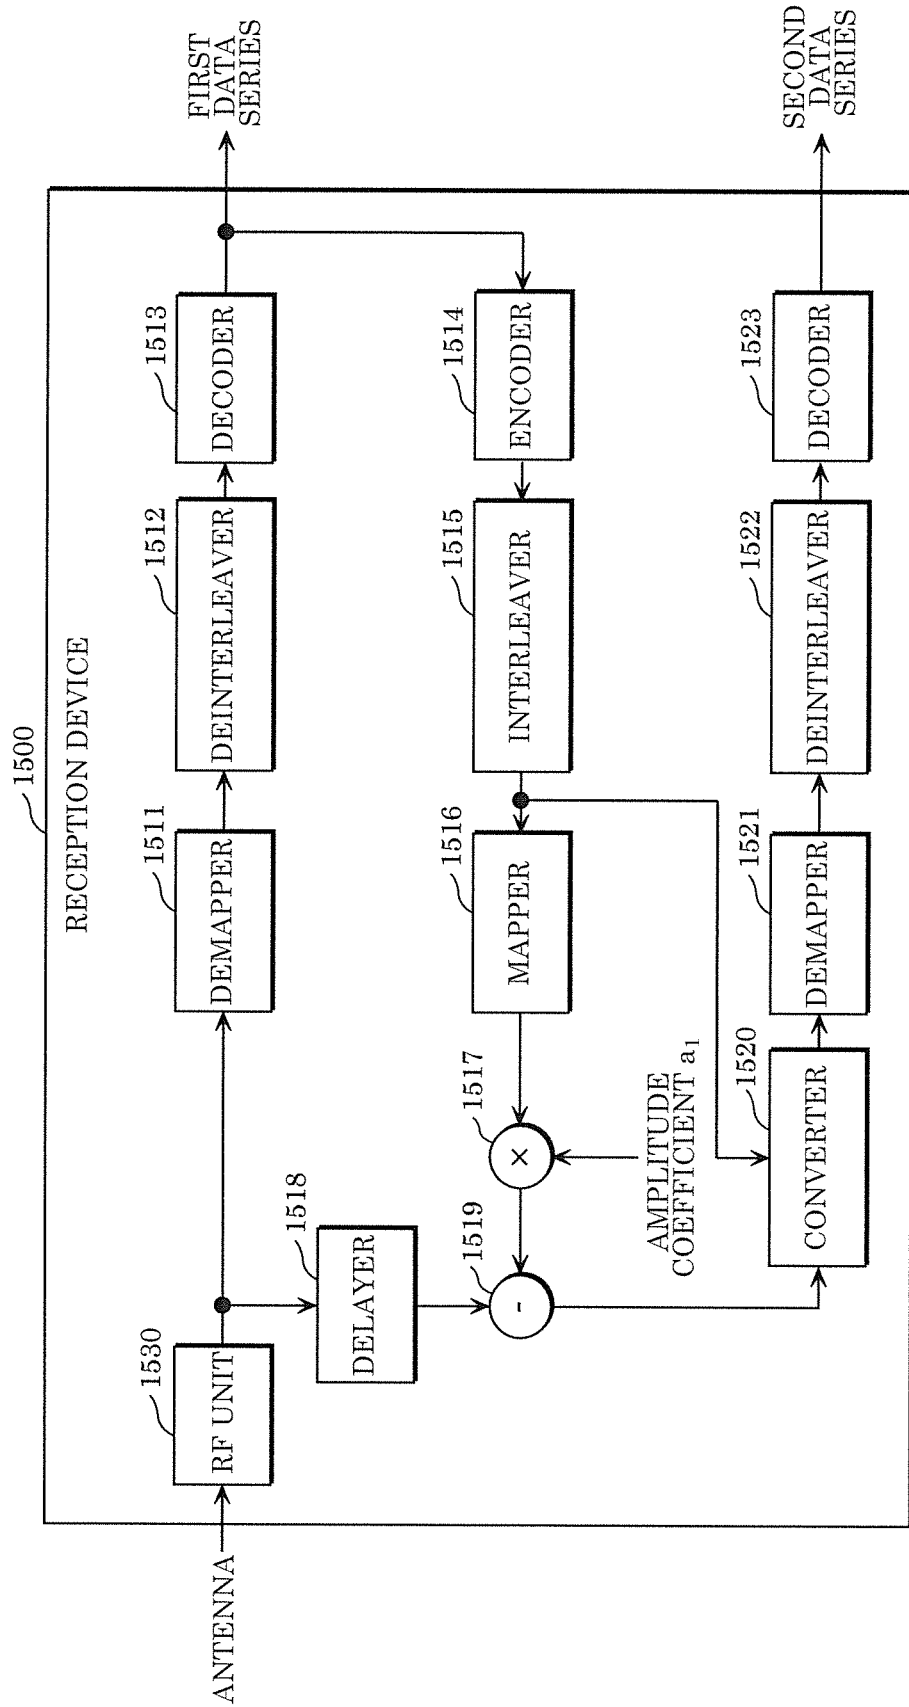 1500
RECEPTION DEVICE
ANTENNA
1530
RF UNIT
1511
DEMAPPER
1512
DEINTERLEAVER
1513
DECODER
FIRST
DATA
SERIES
1518
DELAYER
1519
-
1517
×
AMPLITUDE
COEFFICIENT a1
1516
MAPPER
1515
INTERLEAVER
1514
ENCODER
1520
CONVERTER
1521
DEMAPPER
1522
DEINTERLEAVER
1523
DECODER
SECOND
DATA
SERIES